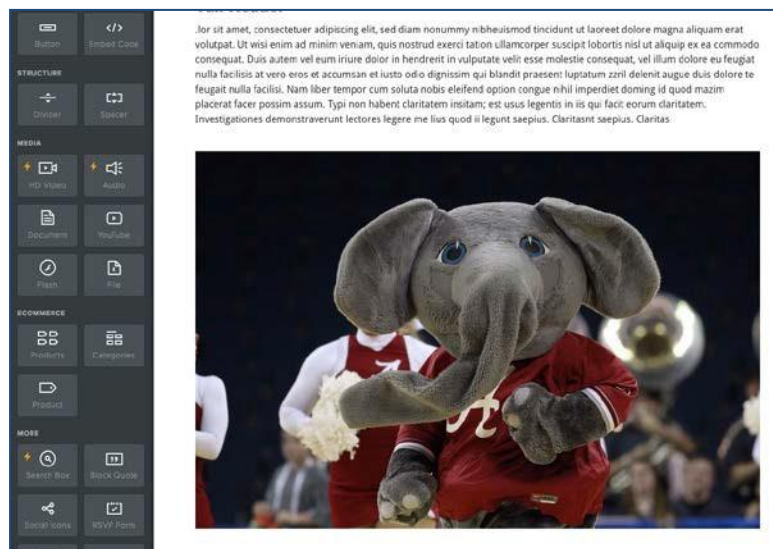 Button
Embed Code
STRUCTURE
Divider
Spacer
MEDIA
HD Video
Audio
Document
YouTube
Flash
File
ECOMMERCE
Products
Categories
Product
MORE
Search Box
Block Quote
Social Icons
RSVP Form
.lor sit amet, consectetuer adipiscing elit, sed diam nonummy nibheuismod tincidunt ut laoreet dolore magna aliquam erat
volutpat. Ut wisi enim ad minim veniam, quis nostrud exerci tation ullamcorper suscipit lobortis nisl ut aliquip ex ea commodo
consequat. Duis autem vel eum iriure dolor in hendrerit in vulputate velit esse molestie consequat, vel illum dolore eu feugiat
nulla facilisis at vero eros et accumsan et iusto odio dignissim qui blandit praesent luptatum zzril delenit augue duis dolore te
feugait nulla facilisi. Nam liber tempor cum soluta nobis eleifend option congue nihil imperdiet doming id quod mazim
placerat facer possim assum. Typi non habent claritatem insitam; est usus legentis in iis qui facit eorum claritatem.
Investigationes demonstraverunt lectores legere me lius quod ii legunt saepius. Claritasnt saepius. Claritas
A
A